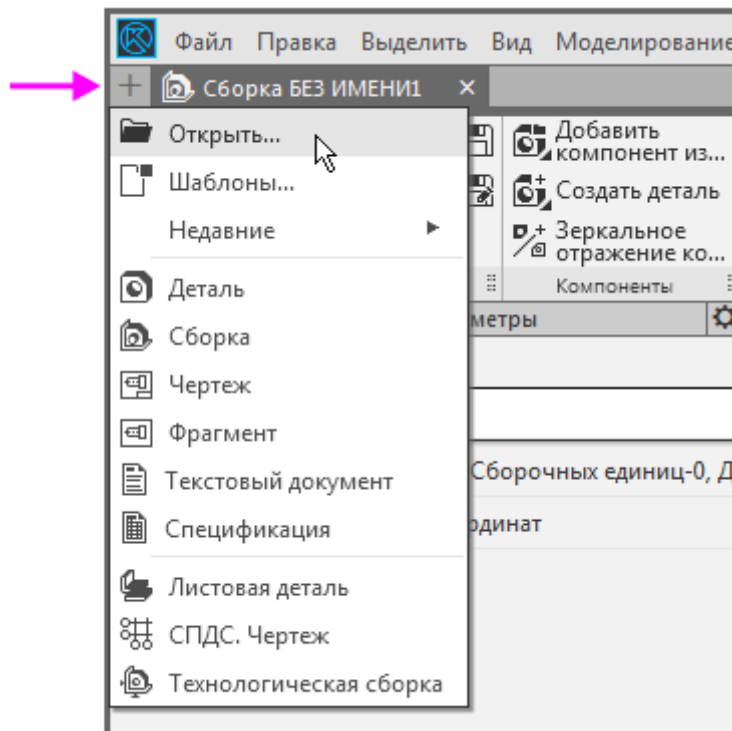 Файл Правка Выделить Вид Моделирование
Сборка БЕЗ ИМЕНИ1
Открыть...
Шаблоны...
Недавние
Деталь
Сборка
Чертеж
Фрагмент
Текстовый документ
Спецификация
Листовая деталь
СПДС. Чертеж
Технологическая сборка
Добавить
компонент из...
Создать деталь
Зеркальное
отражение ко...
Компоненты
метры
Сборочных единиц-0, Д
рдинат